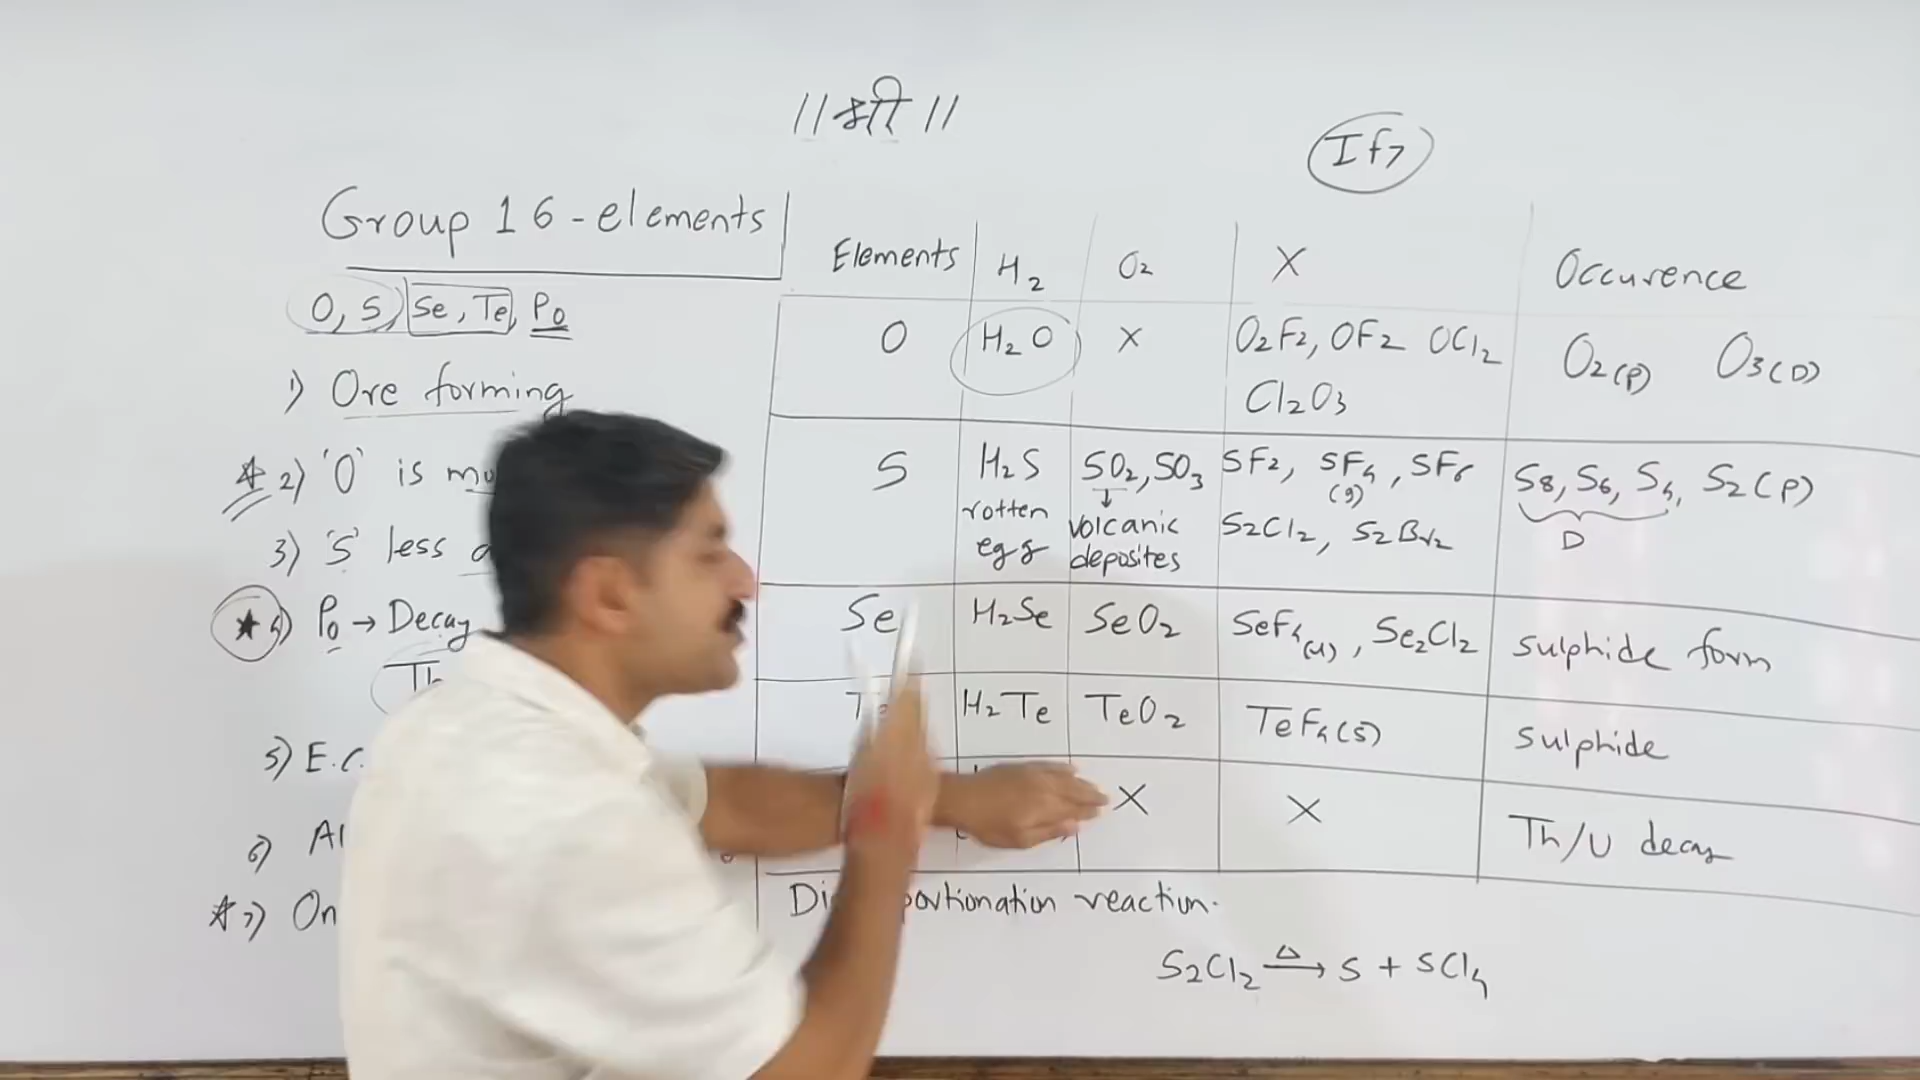 ||श्री||
If7
Group 16-elements
O, S, Se, Te, Po
1) Ore forming
2) 'O' is
3) 'S' less
4) Po → Decay
Th
5) E.C.
6)
7) On
Elements H2 O2 X Occurence
O H2O X O2F2, OF2 OCl2 O2(P) O3(D)
Cl2O3
S H2S SO2, SO3 SF2, SF4, SF6 S8, S6, S4, S2(P)
(g)
rotten volcanic S2Cl2, S2Br2 D
egg deposites
Se H2Se SeO2 SeF4(l), Se2Cl2 sulphide form
H2Te TeO2 TeF4(s) sulphide
X X Th/U decay
reaction.
S2Cl2 Δ→ S + SCl4